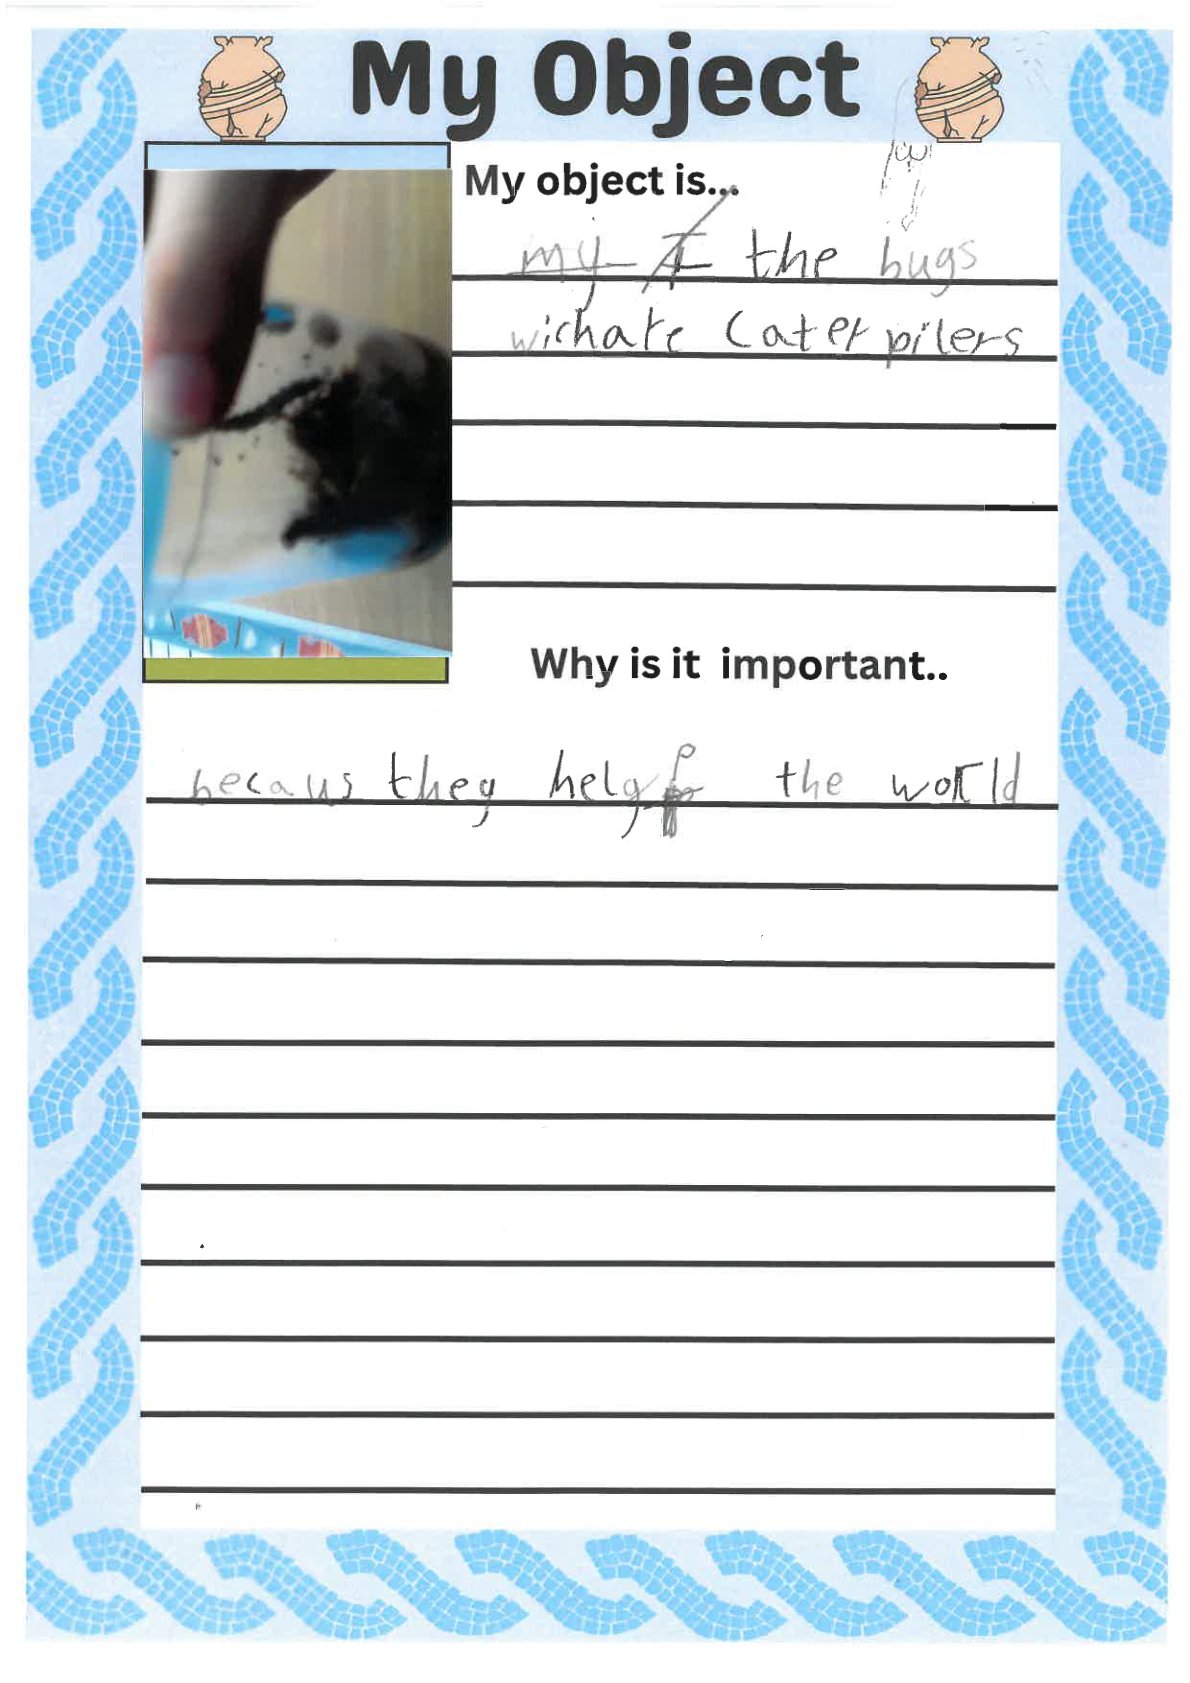 My Object
My object is...
my I the bugs
wichare Caterpilers
Why is it important..
becaus they help the world